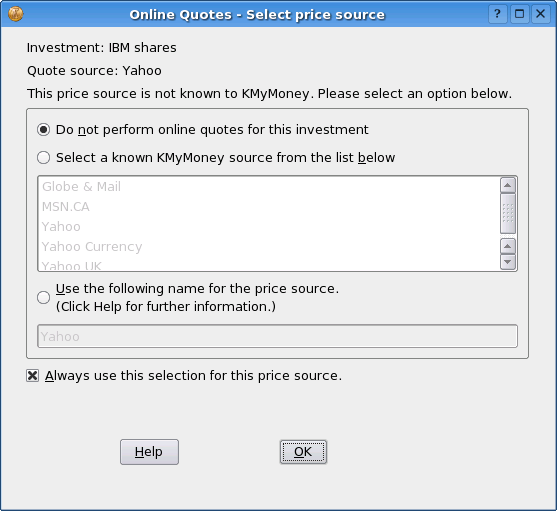 Online Quotes - Select price source
Investment: IBM shares
Quote source: Yahoo
This price source is not known to KMyMoney. Please select an option below.
Do not perform online quotes for this investment
Select a known KMyMoney source from the list below
Globe & Mail
MSN.CA
Yahoo
Yahoo Currency
Yahoo UK
Use the following name for the price source.
(Click Help for further information.)
Yahoo
Always use this selection for this price source.
Help
OK